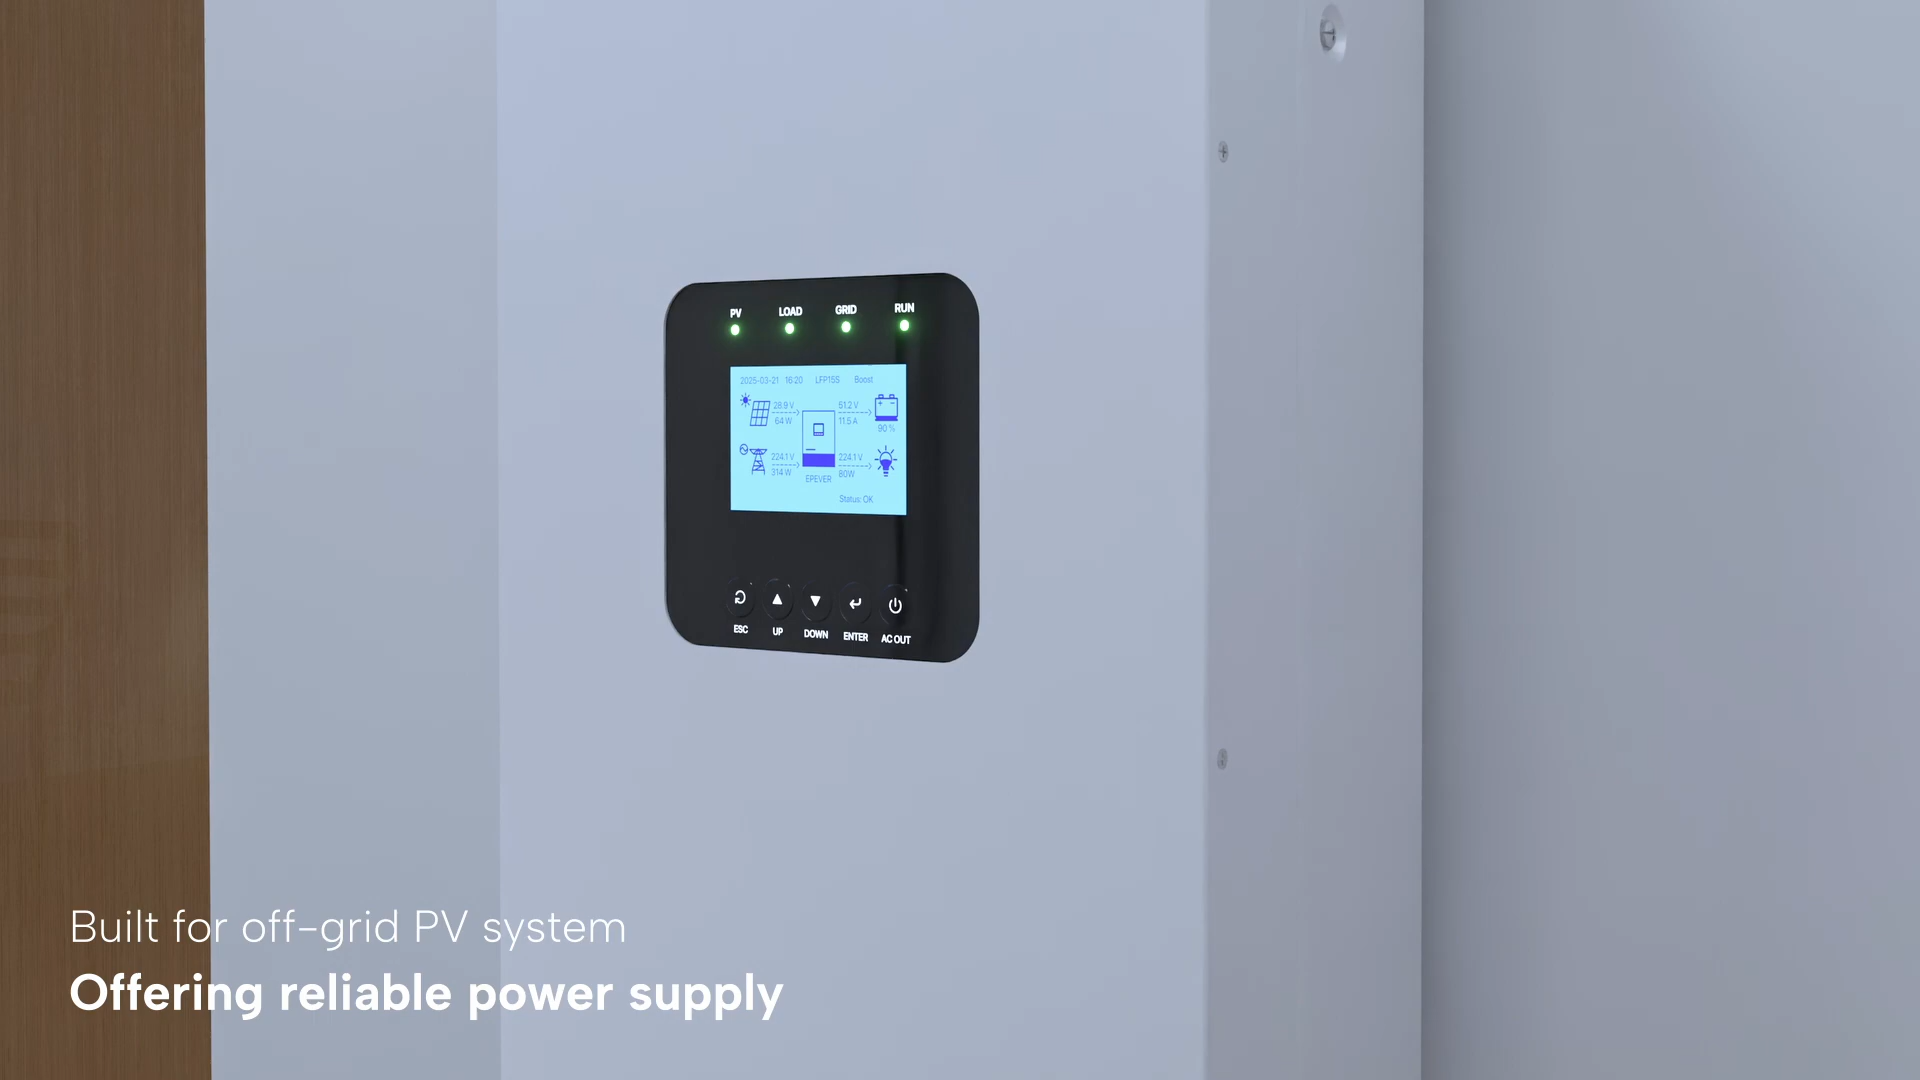 PV LOAD GRID RUN
2025-03-21 16:20 LFP15S Boost
28.9 V 51.2 V
64 W 11.5 A
90 %
224.1 V 224.1 V
314 W 80W
EPEVER
Status: OK
ESC UP DOWN ENTER AC OUT
Built for off-grid PV system
Offering reliable power supply